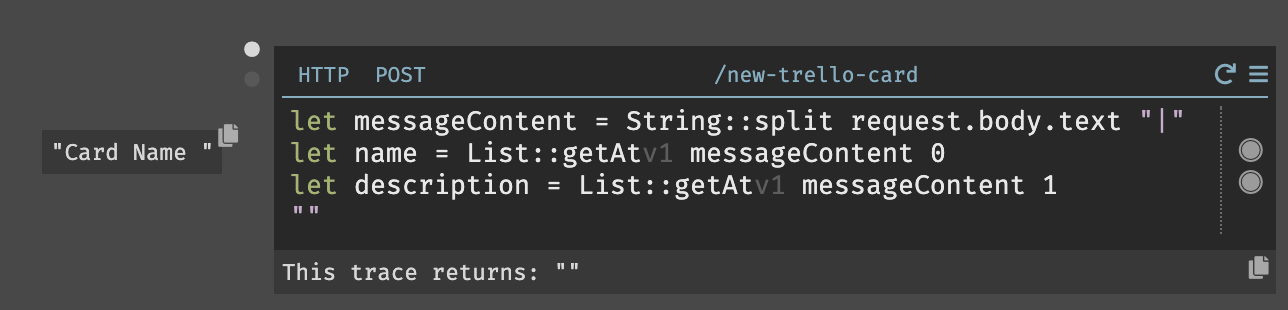 HTTP POST /new-trello-card
let messageContent = String::split request.body.text "|"
"Card Name "
let name = List::getAtv1 messageContent 0
let description = List::getAtv1 messageContent 1
""
This trace returns: ""